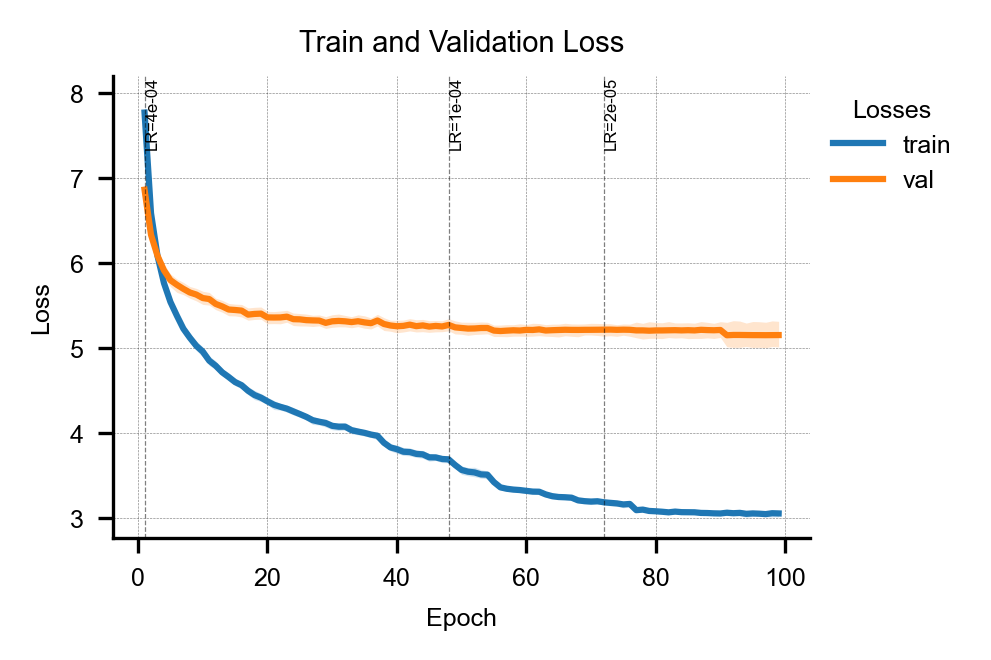 Train and Validation Loss
8
7
6
5
4
3
Loss
LR=4e-04
LR=1e-04
LR=2e-05
0
20
40
60
80
100
Epoch
Losses
train
val